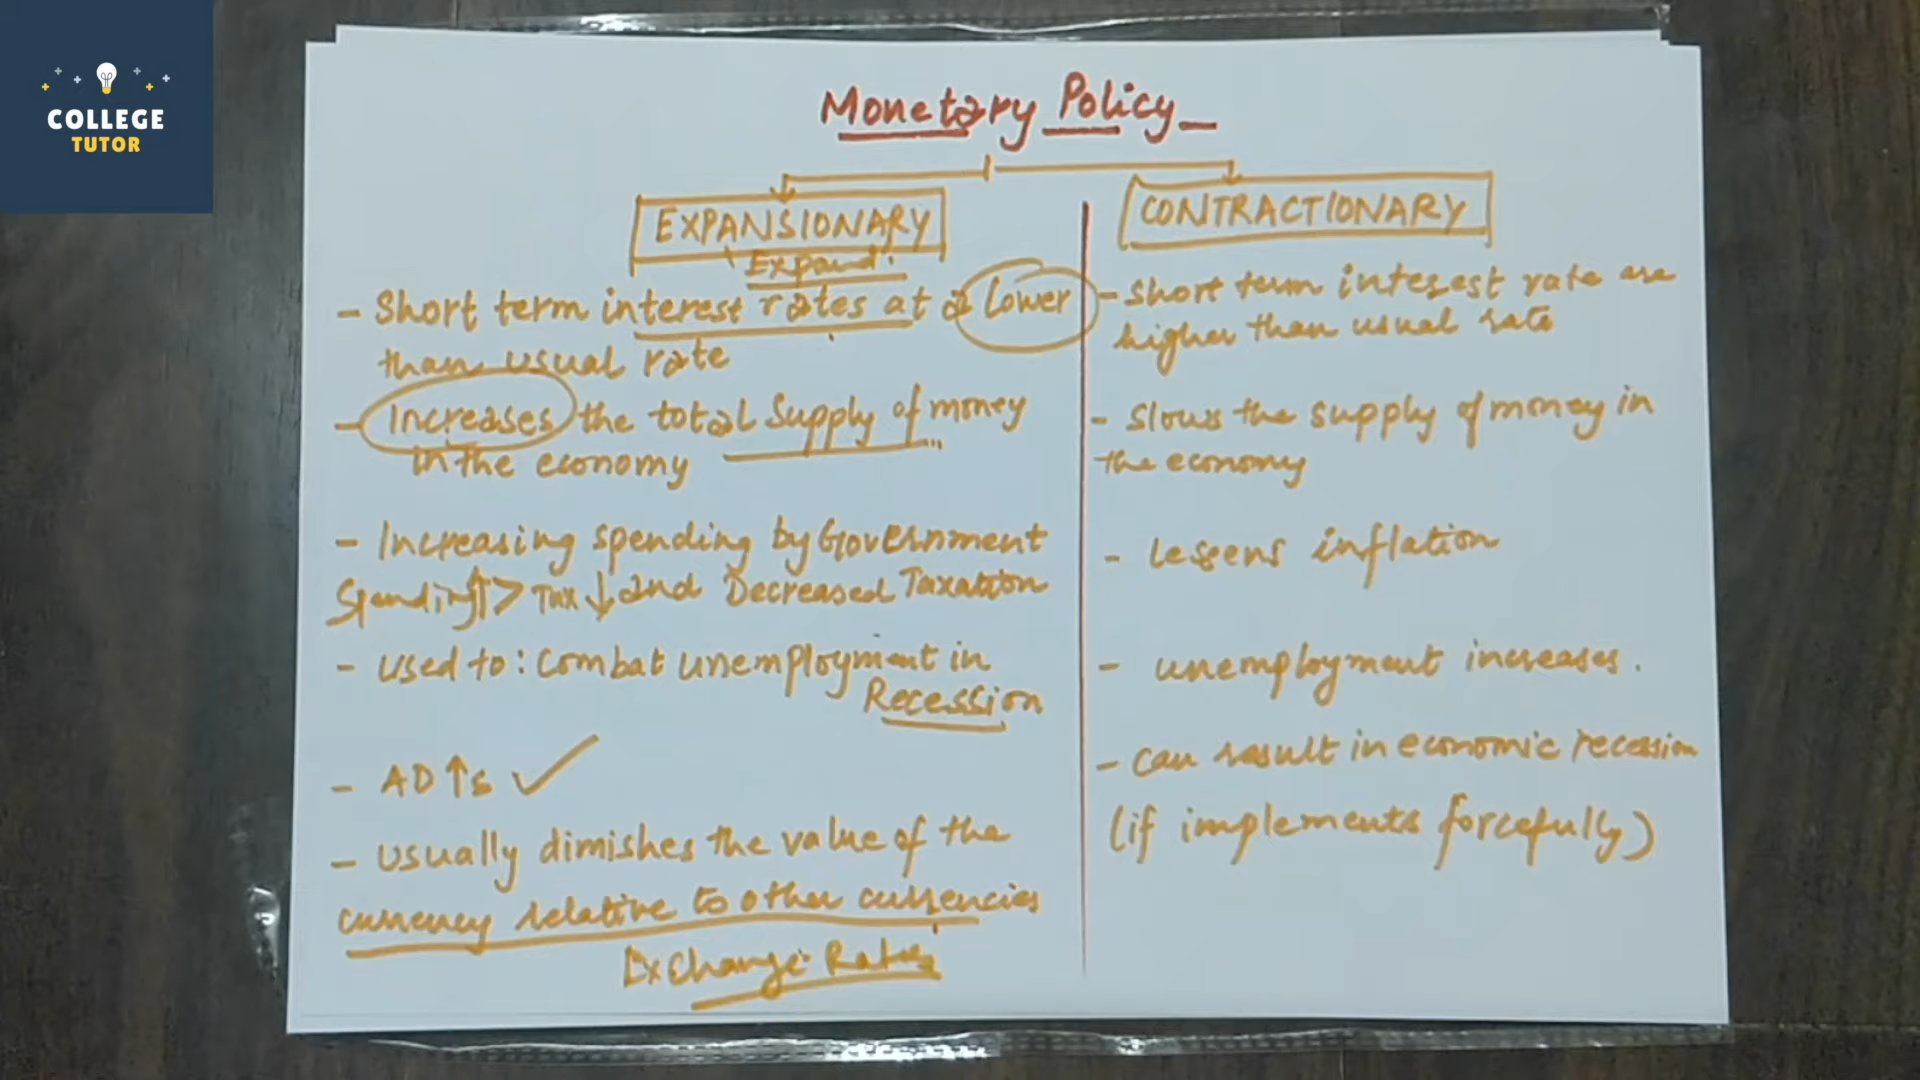 COLLEGE
TUTOR
Monetary Policy
EXPANSIONARY
Expand
- Short term interest rates at a lower
than usual rate
- Increases the total supply of money
in the economy
- Increasing spending by Government
Spending↑ > Tax ↓ and Decreased Taxation
- used to: combat unemployment in
Recession
- AD↑s ✓
- usually dimishes the value of the
currency relative to other currencies
Exchange Rates
CONTRACTIONARY
- Short term interest rate are
higher than usual rate
- Slows the supply of money in
the economy
- lessens inflation
- unemployment increases.
- can result in economic recession
(if implements forcefully)